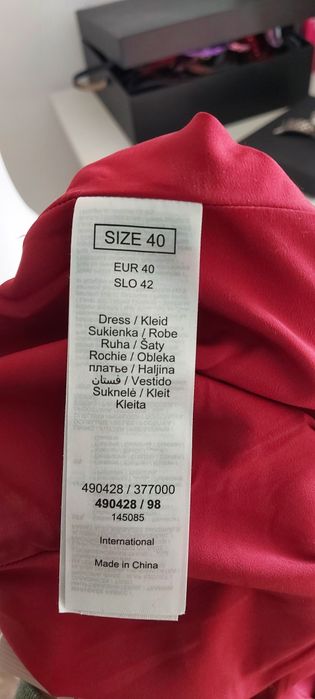 SIZE 40
EUR 40
SLO 42
Dress / Kleid
Sukienka / Robe
Ruha / Šaty
Rochie / Obleka
платье / Haljina
فستان / Vestido
Suknelė / Kleit
Kleita
490428 / 377000
490428 / 98
145085
International
Made in China